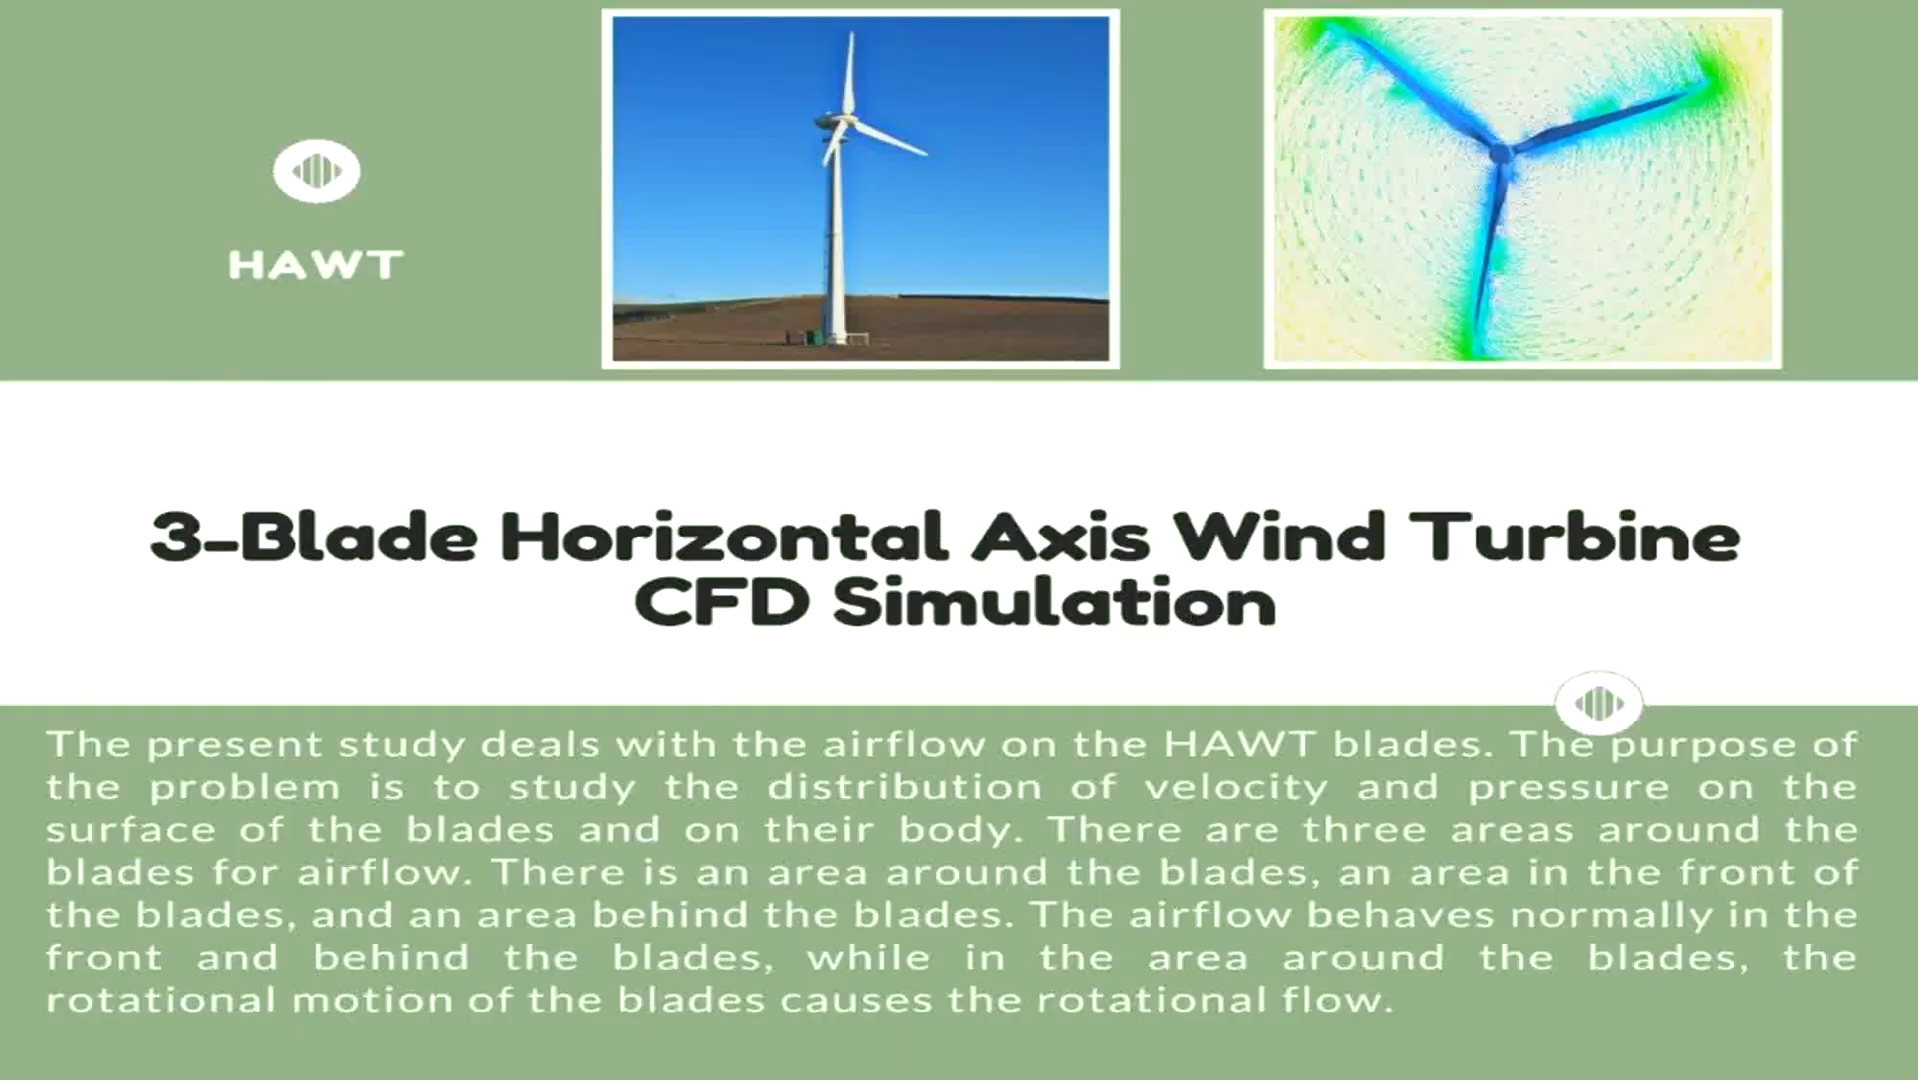 HAWT
3-Blade Horizontal Axis Wind Turbine
CFD Simulation
The present study deals with the airflow on the HAWT blades. The purpose of
the problem is to study the distribution of velocity and pressure on the
surface of the blades and on their body. There are three areas around the
blades for airflow. There is an area around the blades, an area in the front of
the blades, and an area behind the blades. The airflow behaves normally in the
front and behind the blades, while in the area around the blades, the
rotational motion of the blades causes the rotational flow.